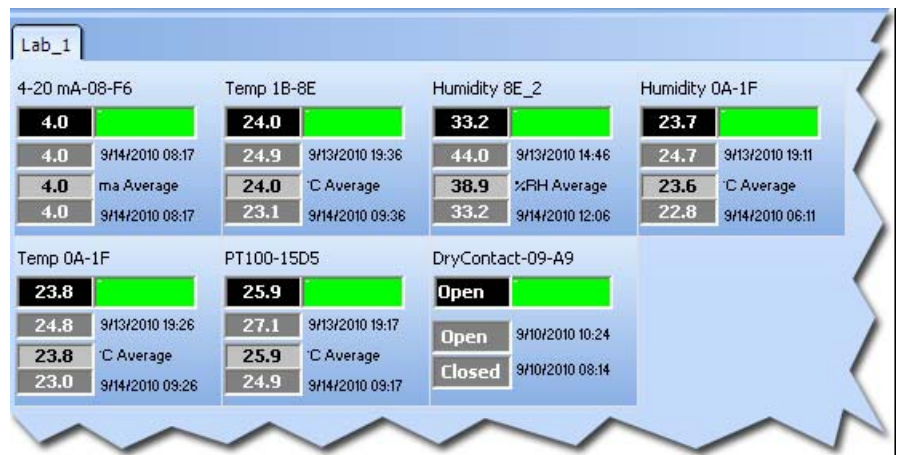 Lab_1
4-20 mA-08-F6
4.0
4.0 9/14/2010 08:17
4.0 ma Average
4.0 9/14/2010 08:17
Temp 1B-8E
24.0
24.9 9/13/2010 19:36
24.0 °C Average
23.1 9/14/2010 09:36
Humidity 8E_2
33.2
44.0 9/13/2010 14:46
38.9 %RH Average
33.2 9/14/2010 12:06
Humidity 0A-1F
23.7
24.7 9/13/2010 19:11
23.6 °C Average
22.8 9/14/2010 06:11
Temp 0A-1F
23.8
24.8 9/13/2010 19:26
23.8 °C Average
23.0 9/14/2010 09:26
PT100-15D5
25.9
27.1 9/13/2010 19:17
25.9 °C Average
24.9 9/14/2010 09:17
DryContact-09-A9
Open
Open 9/10/2010 10:24
Closed 9/10/2010 08:14